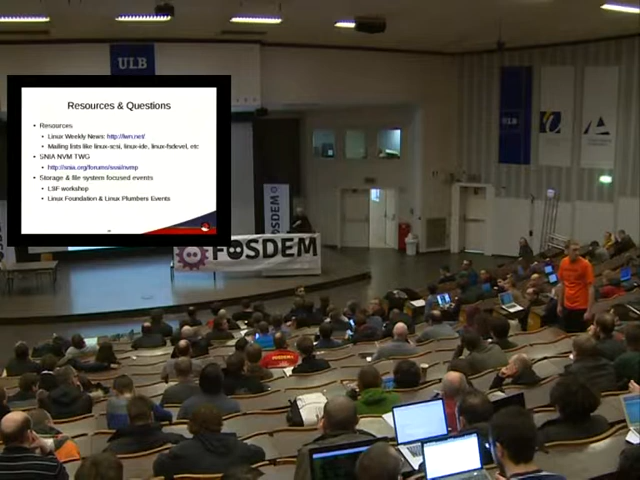 ULB
Resources & Questions
• Resources
• Linux Weekly News: http://lwn.net/
• Mailing lists like linux-scsi, linux-ide, linux-fsdevel, etc
• SNIA NVM TWG
• http://snia.org/forums/sssi/nvmp
• Storage & file system focused events
• LSF workshop
• Linux Foundation & Linux Plumbers Events
ULB
FOSDEM
FOSDEM